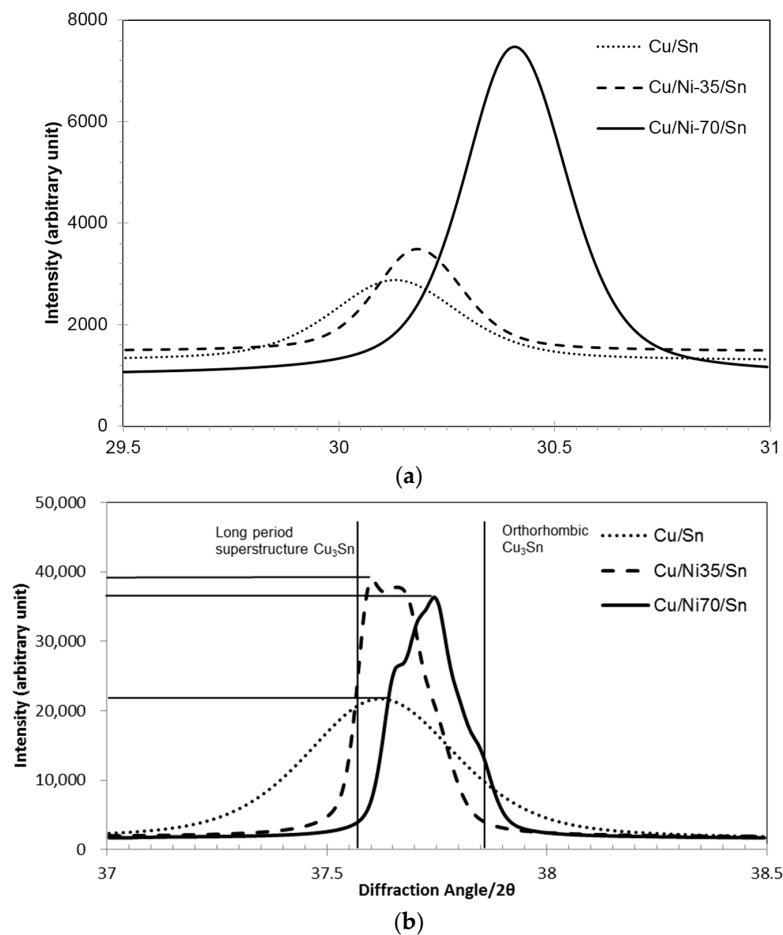 8000
6000
4000
2000
0
Intensity (arbitrary unit)
Cu/Sn
Cu/Ni-35/Sn
Cu/Ni-70/Sn
29.5 30 30.5 31
(a)
50,000
40,000
30,000
20,000
10,000
0
Intensity (arbitrary unit)
Long period
superstructure Cu₃Sn
Orthorhombic
Cu₃Sn
Cu/Sn
Cu/Ni35/Sn
Cu/Ni70/Sn
37 37.5 38 38.5
Diffraction Angle/2θ
(b)